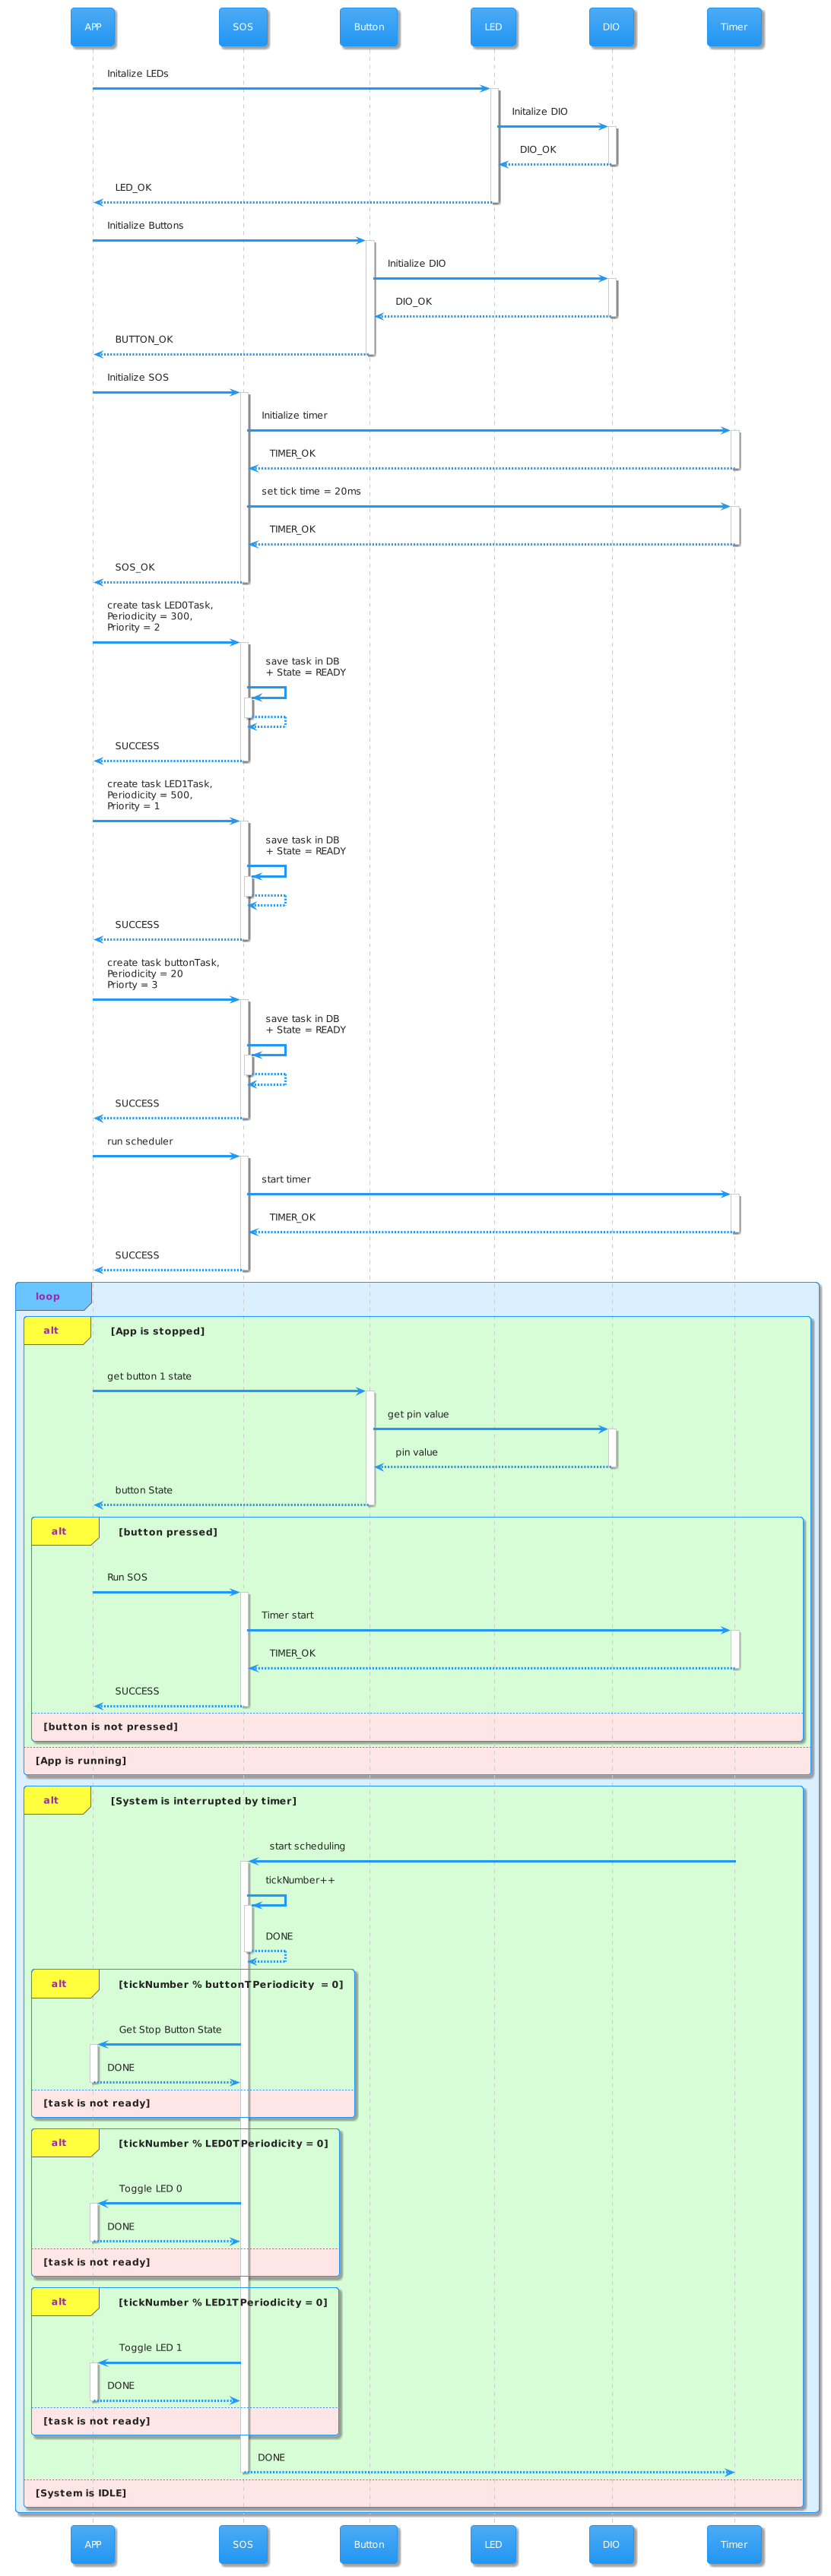 APP
SOS
Button
LED
DIO
Timer
Initalize LEDs
Initalize DIO
DIO_OK
LED_OK
Initialize Buttons
Initialize DIO
DIO_OK
BUTTON_OK
Initialize SOS
Initialize timer
TIMER_OK
set tick time = 20ms
TIMER_OK
SOS_OK
create task LED0Task,
Periodicity = 300,
Priority = 2
save task in DB
+ State = READY
SUCCESS
create task LED1Task,
Periodicity = 500,
Priority = 1
save task in DB
+ State = READY
SUCCESS
create task buttonTask,
Periodicity = 20
Priorty = 3
save task in DB
+ State = READY
SUCCESS
run scheduler
start timer
TIMER_OK
SUCCESS
loop
alt [App is stopped]
get button 1 state
get pin value
pin value
button State
alt [button pressed]
Run SOS
Timer start
TIMER_OK
SUCCESS
[button is not pressed]
[App is running]
alt [System is interrupted by timer]
start scheduling
tickNumber++
DONE
alt [tickNumber % buttonTPeriodicity = 0]
Get Stop Button State
DONE
[task is not ready]
alt [tickNumber % LED0TPeriodicity = 0]
Toggle LED 0
DONE
[task is not ready]
alt [tickNumber % LED1TPeriodicity = 0]
Toggle LED 1
DONE
[task is not ready]
DONE
[System is IDLE]
APP
SOS
Button
LED
DIO
Timer